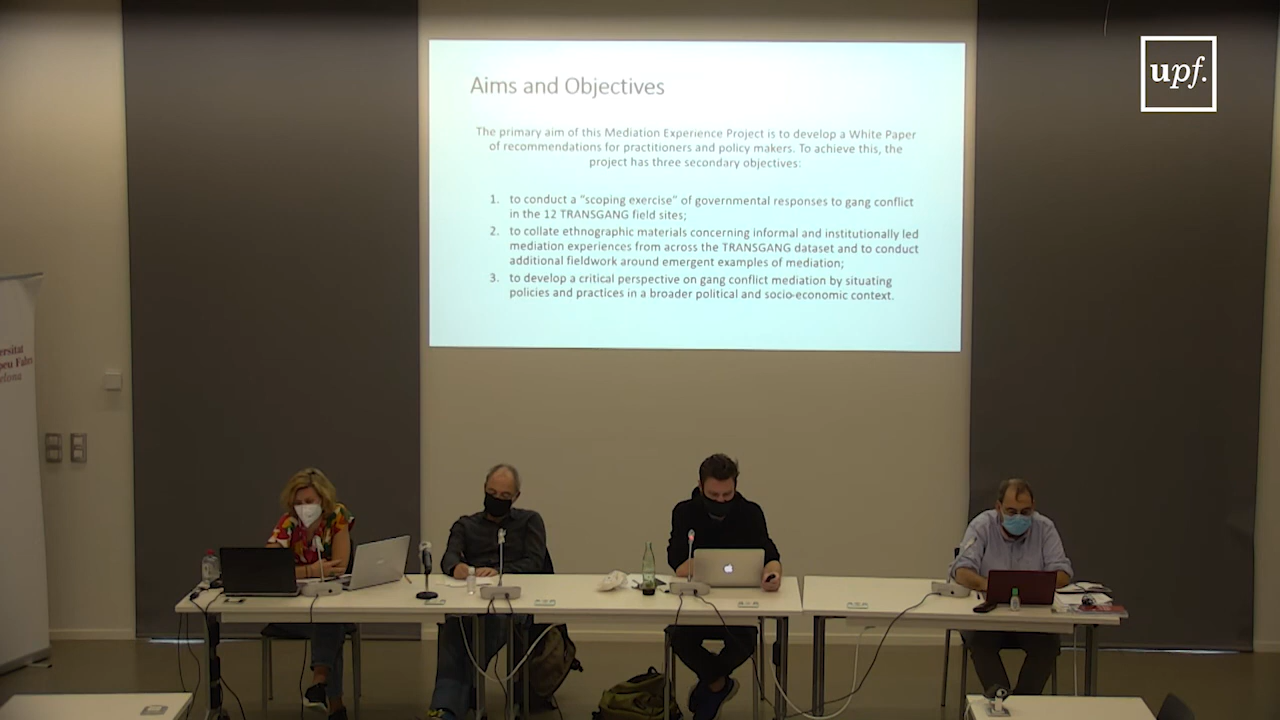 upf.
Aims and Objectives
The primary aim of this Mediation Experience Project is to develop a White Paper
of recommendations for practitioners and policy makers. To achieve this, the
project has three secondary objectives:
1. to conduct a “scoping exercise” of governmental responses to gang conflict
in the 12 TRANSGANG field sites;
2. to collate ethnographic materials concerning informal and institutionally led
mediation experiences from across the TRANSGANG dataset and to conduct
additional fieldwork around emergent examples of mediation;
3. to develop a critical perspective on gang conflict mediation by situating
policies and practices in a broader political and socio-economic context.